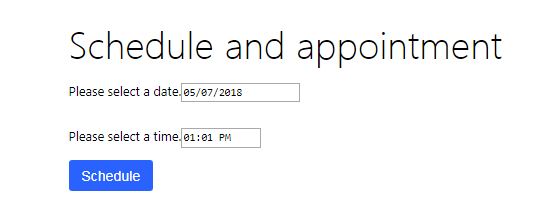 Schedule and appointment
Please select a date. 05/07/2018
Please select a time. 01:01 PM
Schedule